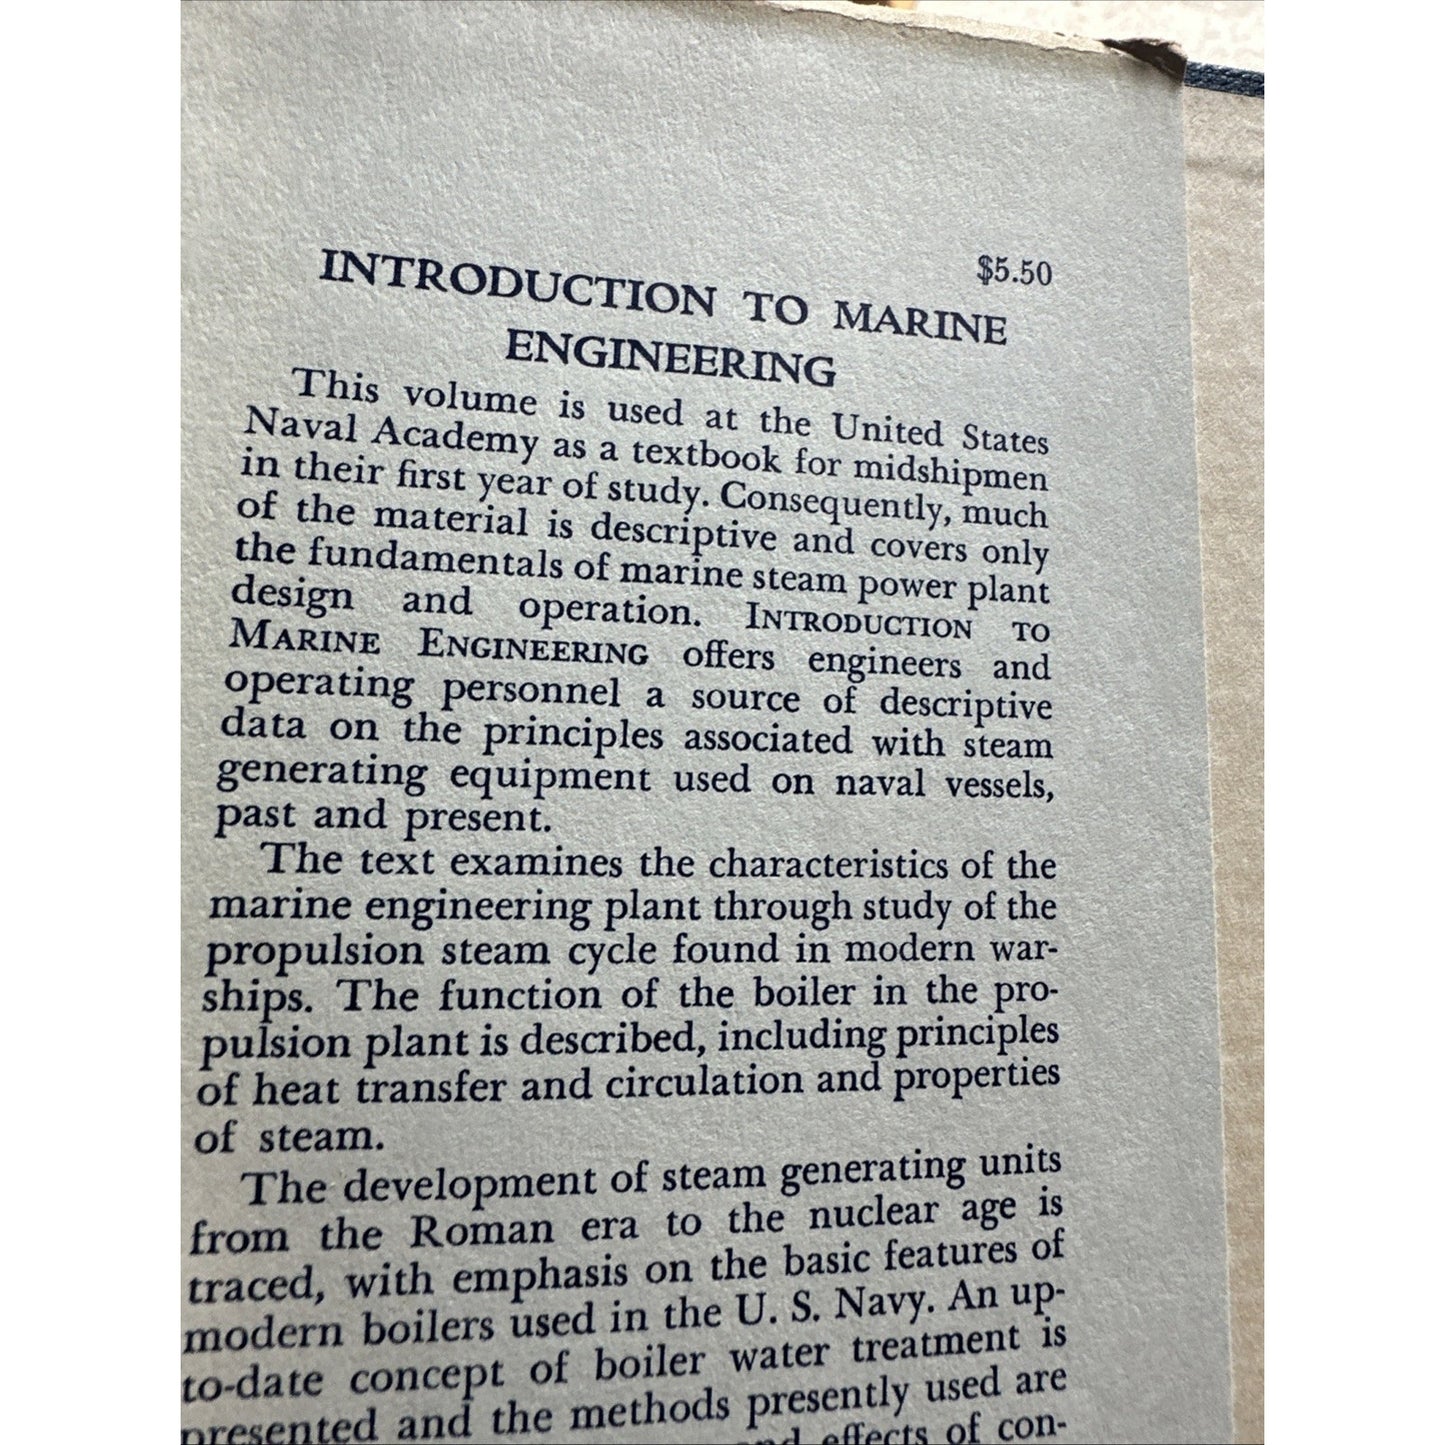 $5.50
INTRODUCTION TO MARINE
ENGINEERING
This volume is used at the United States
Naval Academy as a textbook for midshipmen
in their first year of study. Consequently, much
of the material is descriptive and covers only
the fundamentals of marine steam power plant
design and operation. INTRODUCTION TO
MARINE ENGINEERING offers engineers and
operating personnel a source of descriptive
data on the principles associated with steam
generating equipment used on naval vessels,
past and present.
The text examines the characteristics of the
marine engineering plant through study of the
propulsion steam cycle found in modern war-
ships. The function of the boiler in the pro-
pulsion plant is described, including principles
of heat transfer and circulation and properties
of steam.
The development of steam generating units
from the Roman era to the nuclear age is
traced, with emphasis on the basic features of
modern boilers used in the U. S. Navy. An up-
to-date concept of boiler water treatment is
presented and the methods presently used are
effects of con-